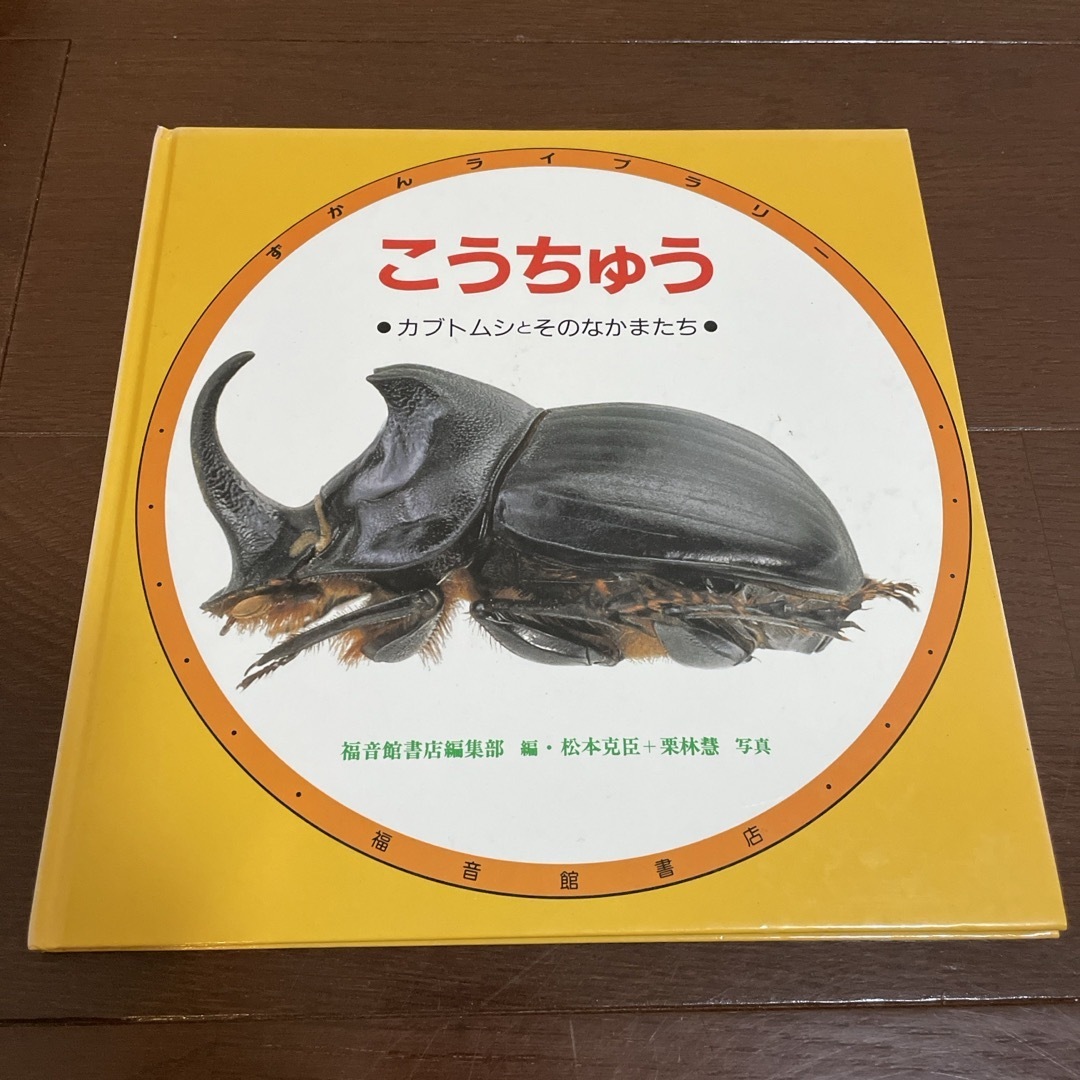 ずかんライブラリー
こうちゅう
●カブトムシとそのなかまたち●
福音館書店編集部 編・松本克臣+栗林慧 写真
福音館書店